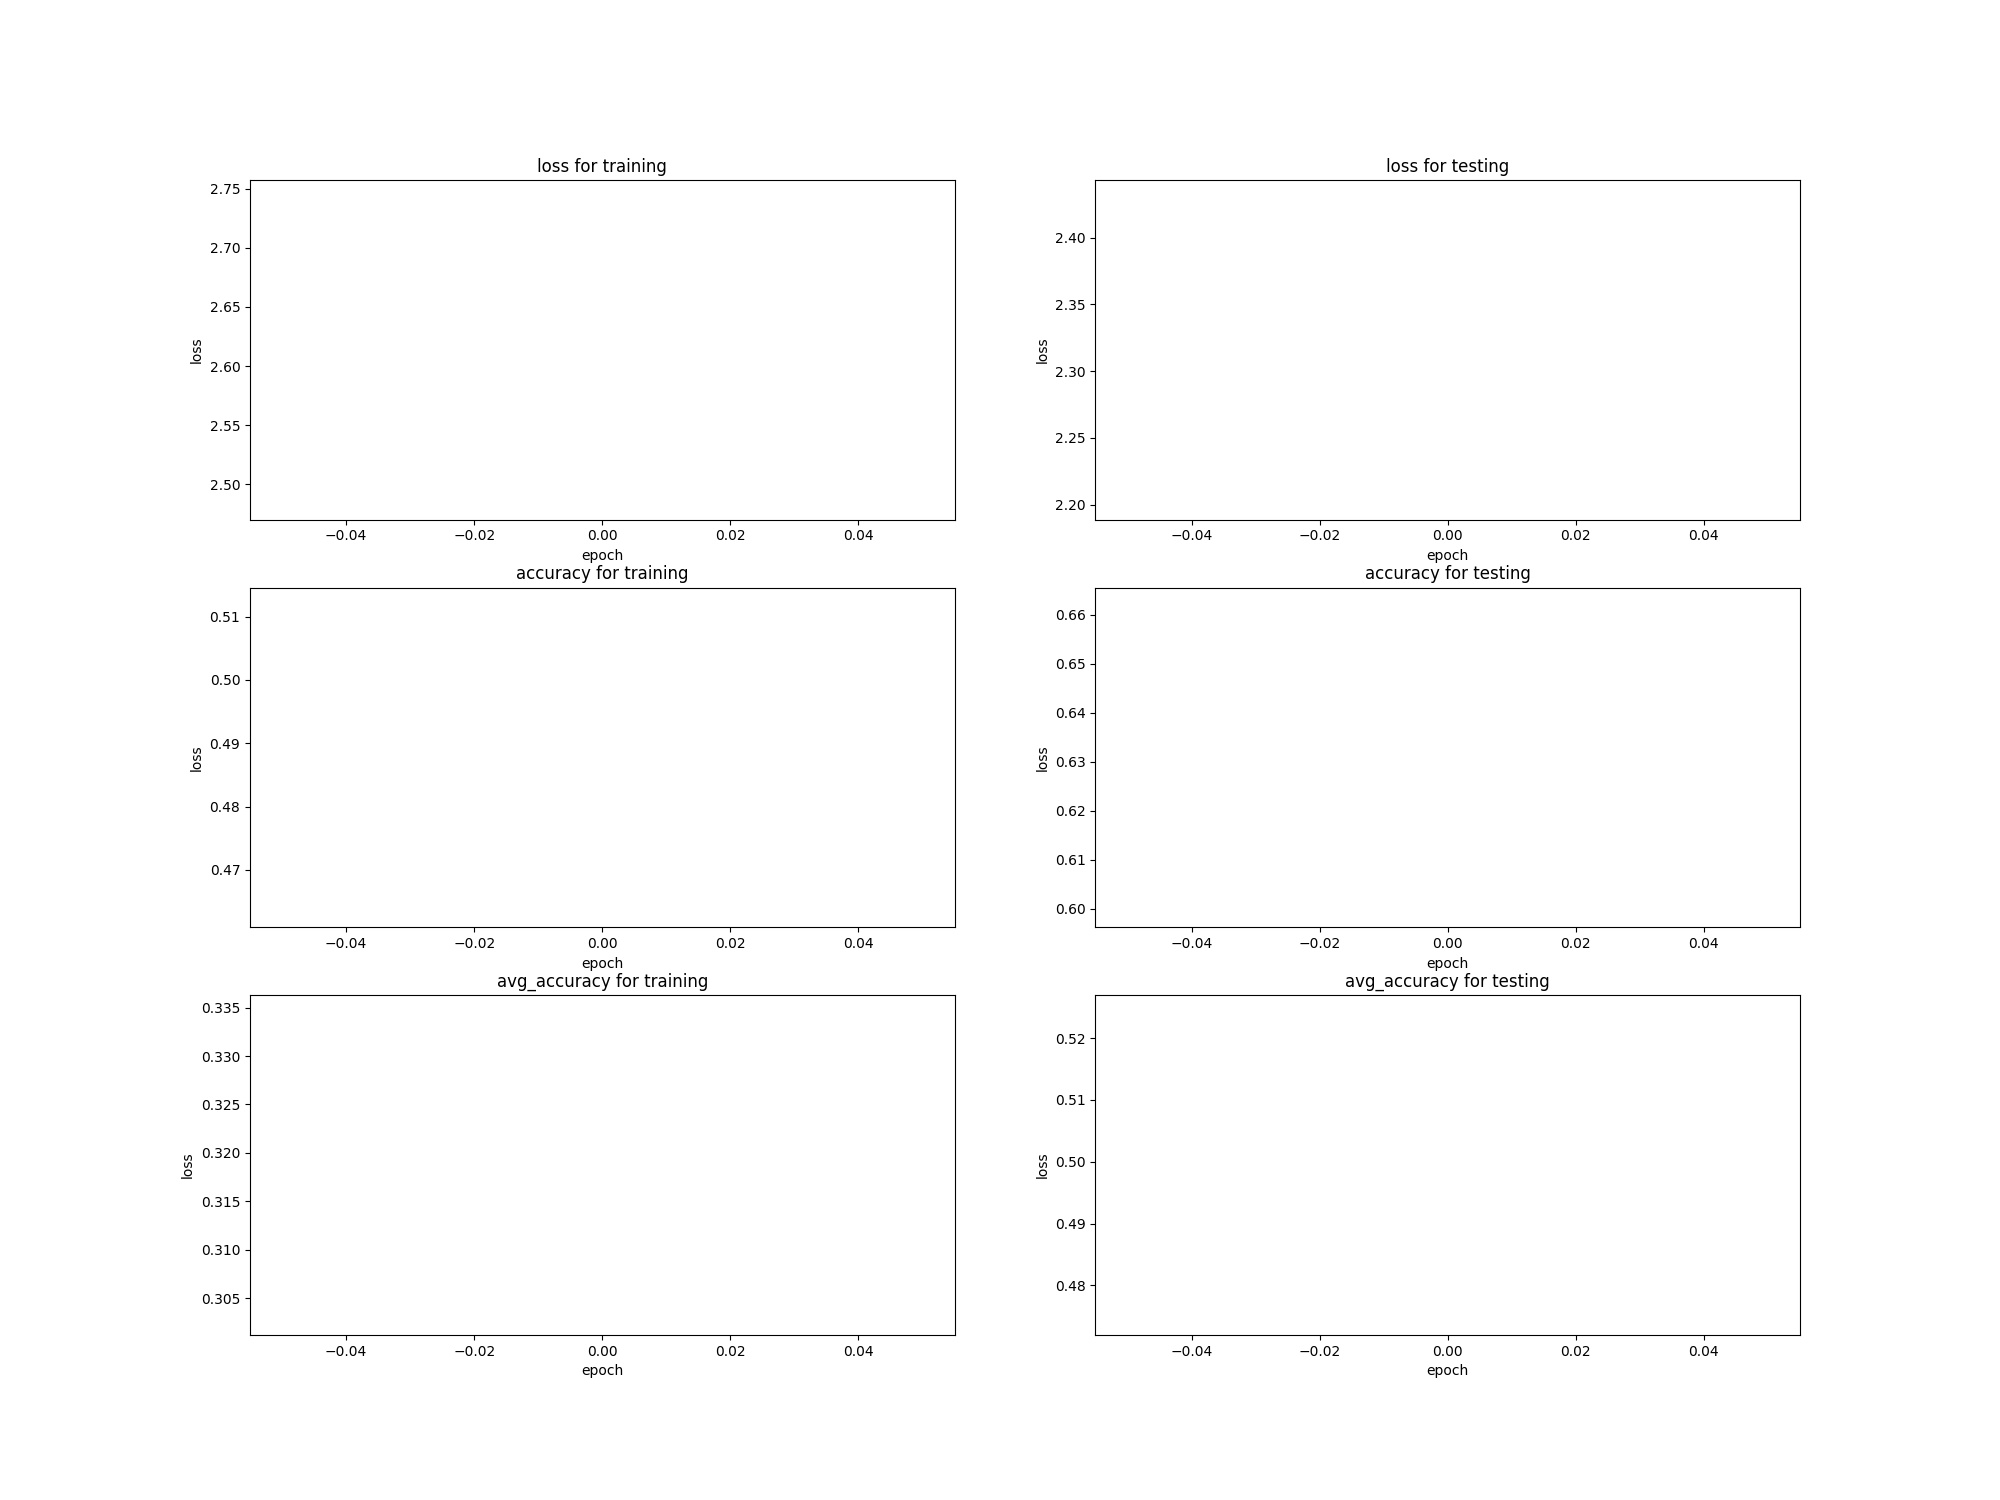 loss for training
2.75
2.70
2.65
2.60
2.55
2.50
loss
−0.04 −0.02 0.00 0.02 0.04
epoch
loss for testing
2.40
2.35
2.30
2.25
2.20
loss
−0.04 −0.02 0.00 0.02 0.04
epoch
accuracy for training
0.51
0.50
0.49
0.48
0.47
loss
−0.04 −0.02 0.00 0.02 0.04
epoch
accuracy for testing
0.66
0.65
0.64
0.63
0.62
0.61
0.60
loss
−0.04 −0.02 0.00 0.02 0.04
epoch
avg_accuracy for training
0.335
0.330
0.325
0.320
0.315
0.310
0.305
loss
−0.04 −0.02 0.00 0.02 0.04
epoch
avg_accuracy for testing
0.52
0.51
0.50
0.49
0.48
loss
−0.04 −0.02 0.00 0.02 0.04
epoch